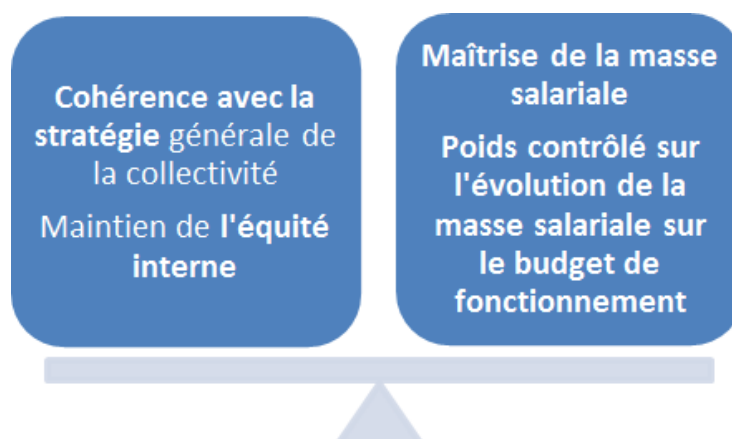 Cohérence avec la
stratégie générale de
la collectivité
Maintien de l'équité
interne
Maîtrise de la masse
salariale
Poids contrôlé sur
l'évolution de la
masse salariale sur
le budget de
fonctionnement